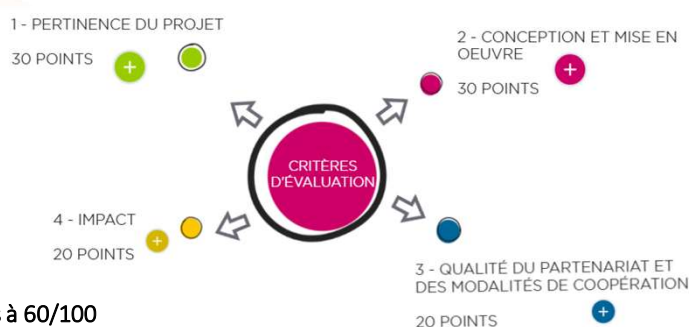 1 - PERTINENCE DU PROJET
30 POINTS
2 - CONCEPTION ET MISE EN
OEUVRE
30 POINTS
CRITÈRES
D'ÉVALUATION
4 - IMPACT
20 POINTS
3 - QUALITÉ DU PARTENARIAT ET
DES MODALITÉS DE COOPÉRATION
20 POINTS
à 60/100